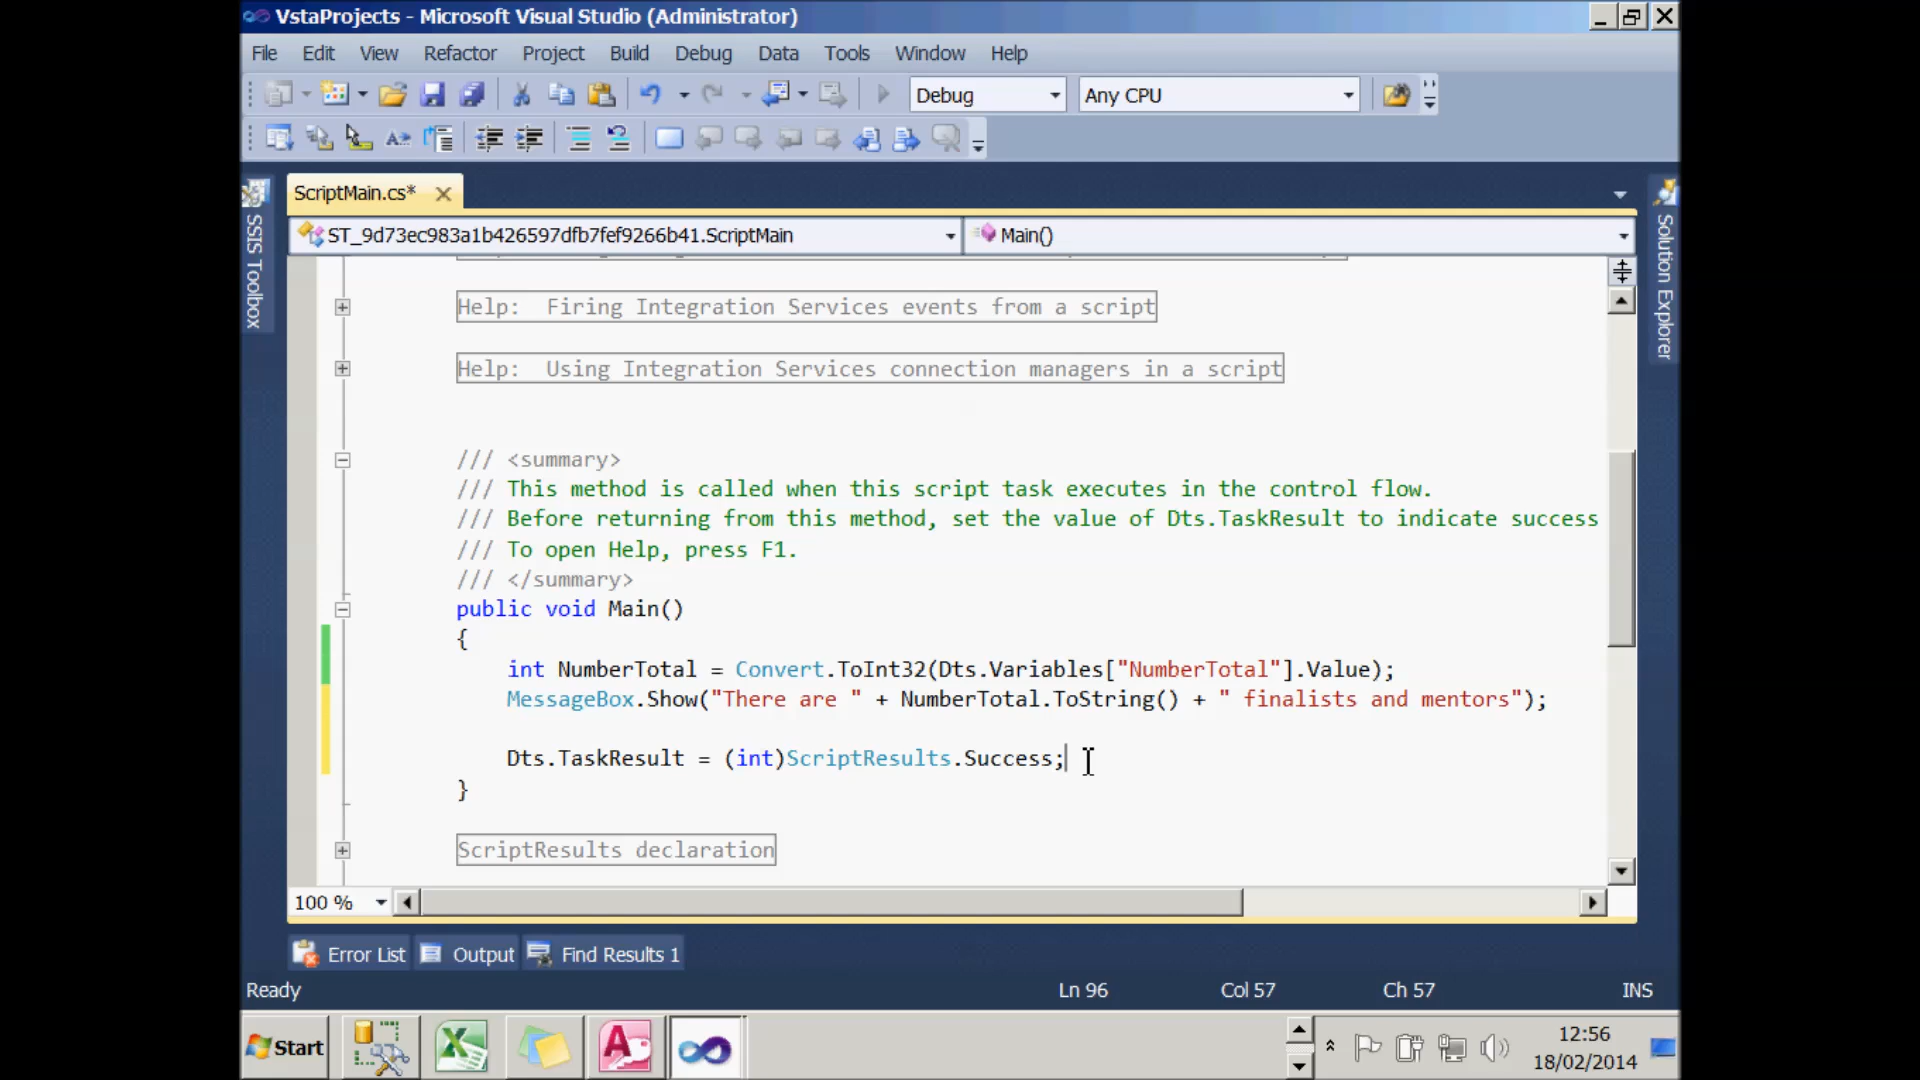 VstaProjects - Microsoft Visual Studio (Administrator)
File Edit View Refactor Project Build Debug Data Tools Window Help
Debug Any CPU
ScriptMain.cs*
SSIS Toolbox
Solution Explorer
ST_9d73ec983a1b426597dfb7fef9266b41.ScriptMain Main()
Help:  Firing Integration Services events from a script
Help:  Using Integration Services connection managers in a script
/// <summary>
/// This method is called when this script task executes in the control flow.
/// Before returning from this method, set the value of Dts.TaskResult to indicate success
/// To open Help, press F1.
/// </summary>
public void Main()
{
int NumberTotal = Convert.ToInt32(Dts.Variables["NumberTotal"].Value);
MessageBox.Show("There are " + NumberTotal.ToString() + " finalists and mentors");
Dts.TaskResult = (int)ScriptResults.Success;
}
ScriptResults declaration
100 %
Error List Output Find Results 1
Ready Ln 96 Col 57 Ch 57 INS
Start 12:56
18/02/2014